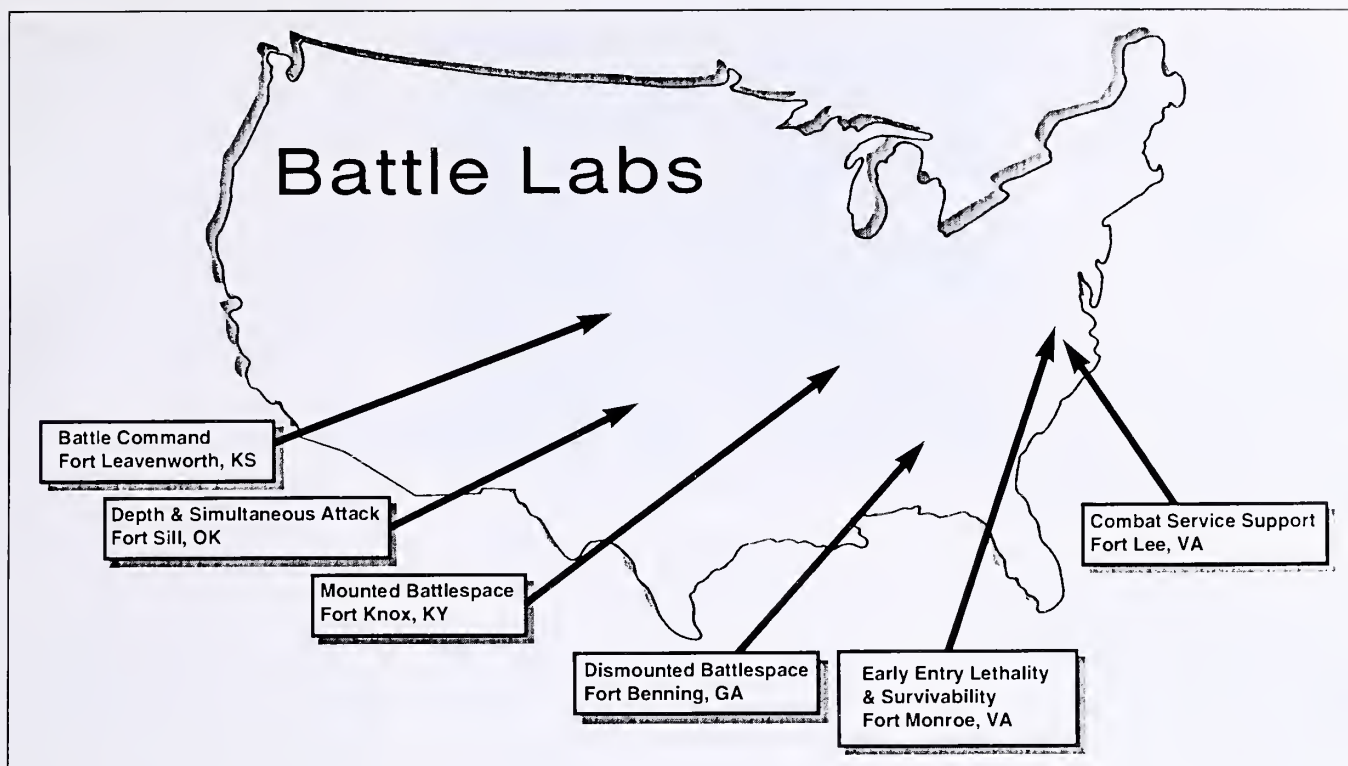 Battle Labs
Battle Command
Fort Leavenworth, KS
Depth & Simultaneous Attack
Fort Sill, OK
Mounted Battlespace
Fort Knox, KY
Dismounted Battlespace
Fort Benning, GA
Early Entry Lethality
& Survivability
Fort Monroe, VA
Combat Service Support
Fort Lee, VA